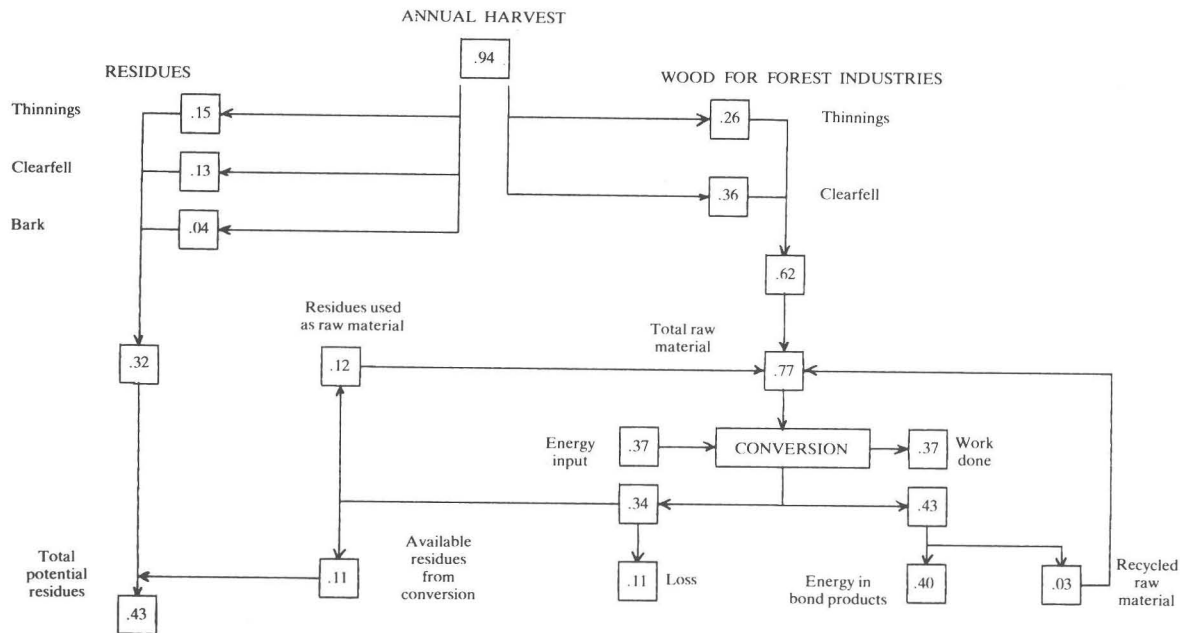 ANNUAL HARVEST
.94
RESIDUES
WOOD FOR FOREST INDUSTRIES
Thinnings
.15
.26
Thinnings
Clearfell
.13
.36
Clearfell
Bark
.04
.62
Residues used
as raw material
Total raw
material
.32
.12
.77
Energy
input
.37
CONVERSION
.37
Work
done
.34
.43
Total
potential
residues
.43
.11
Available
residues
from
conversion
.11
Loss
Energy in
bond products
.40
.03
Recycled
raw
material